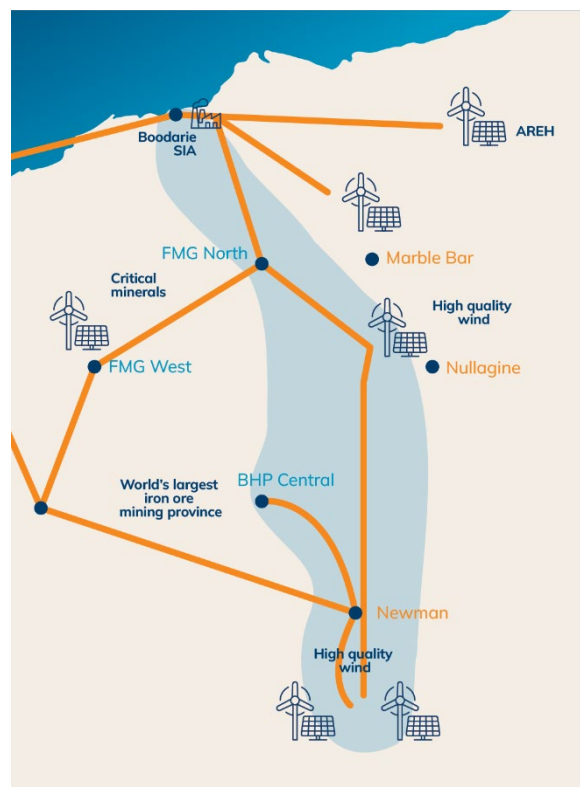 Boodarie
SIA
AREH
FMG North
Marble Bar
Critical
minerals
High quality
wind
FMG West
Nullagine
World's largest
iron ore
mining province
BHP Central
Newman
High quality
wind